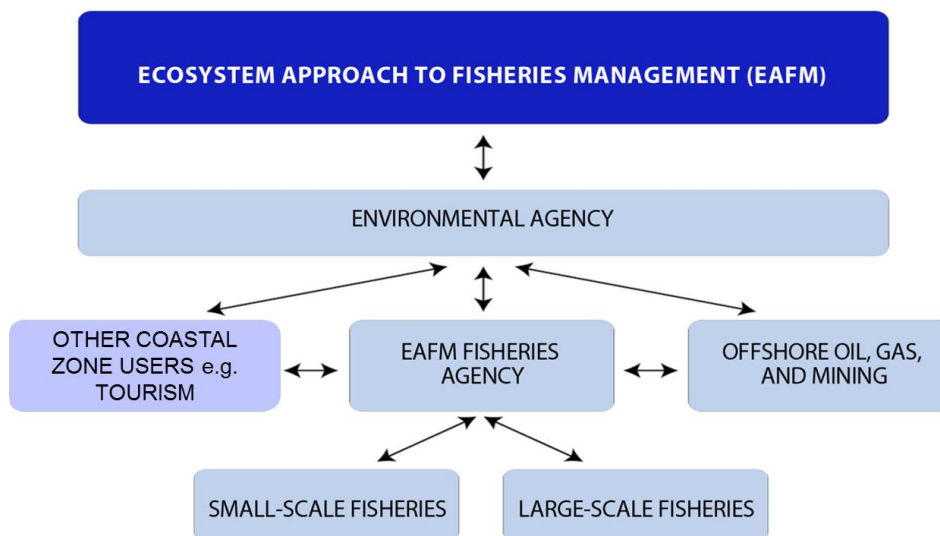 ECOSYSTEM APPROACH TO FISHERIES MANAGEMENT (EAFM)
ENVIRONMENTAL AGENCY
OTHER COASTAL
ZONE USERS e.g.
TOURISM
EAFM FISHERIES
AGENCY
OFFSHORE OIL, GAS,
AND MINING
SMALL-SCALE FISHERIES
LARGE-SCALE FISHERIES